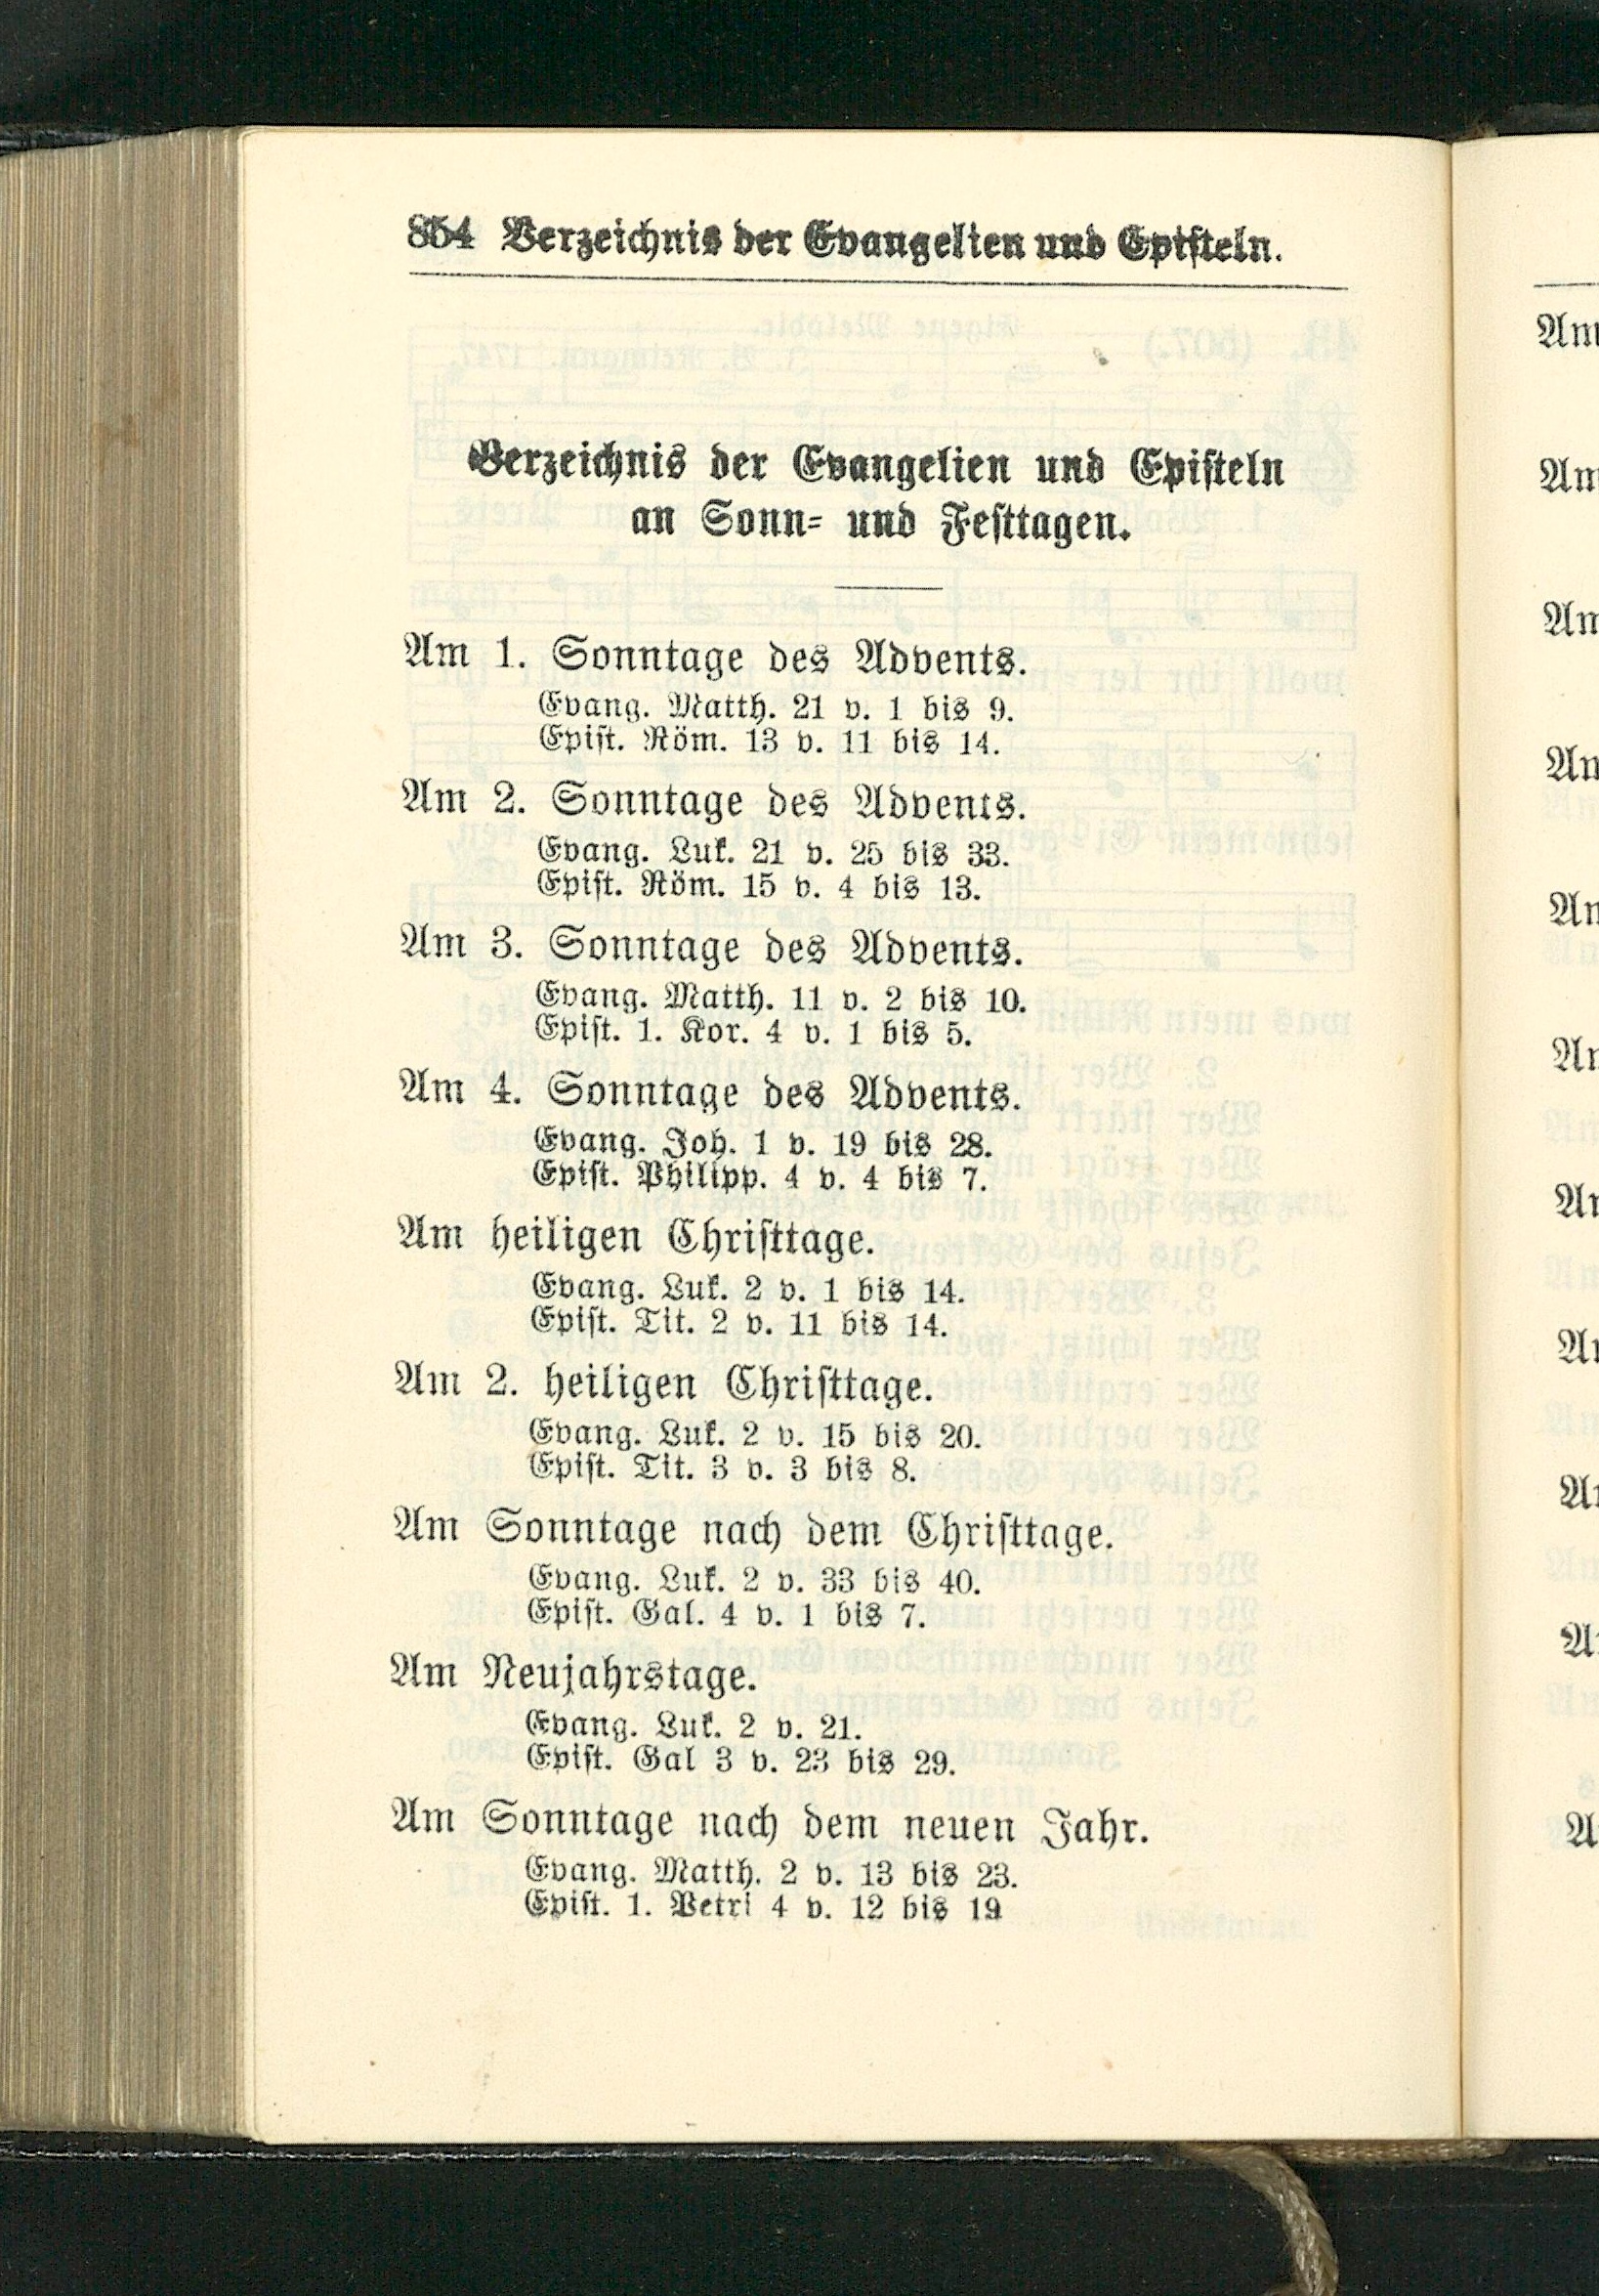 854 Verzeichnis der Evangelien und Episteln.
Verzeichnis der Evangelien und Episteln
an Sonn- und Festtagen.
Am 1. Sonntage des Advents.
Evang. Matth. 21 v. 1 bis 9.
Epist. Röm. 13 v. 11 bis 14.
Am 2. Sonntage des Advents.
Evang. Luk. 21 v. 25 bis 33.
Epist. Röm. 15 v. 4 bis 13.
Am 3. Sonntage des Advents.
Evang. Matth. 11 v. 2 bis 10.
Epist. 1. Kor. 4 v. 1 bis 5.
Am 4. Sonntage des Advents.
Evang. Joh. 1 v. 19 bis 28.
Epist. Philipp. 4 v. 4 bis 7.
Am heiligen Christtage.
Evang. Luk. 2 v. 1 bis 14.
Epist. Tit. 2 v. 11 bis 14.
Am 2. heiligen Christtage.
Evang. Luk. 2 v. 15 bis 20.
Epist. Tit. 3 v. 3 bis 8.
Am Sonntage nach dem Christtage.
Evang. Luk. 2 v. 33 bis 40.
Epist. Gal. 4 v. 1 bis 7.
Am Neujahrstage.
Evang. Luk. 2 v. 21.
Epist. Gal 3 v. 23 bis 29.
Am Sonntage nach dem neuen Jahr.
Evang. Matth. 2 v. 13 bis 23.
Epist. 1. Petri 4 v. 12 bis 19
Am